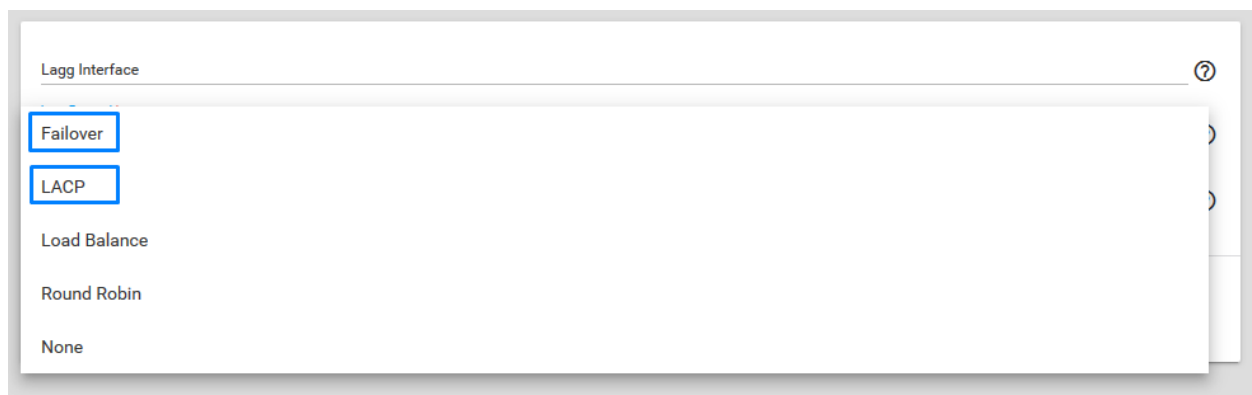 Lagg Interface
Failover
LACP
Load Balance
Round Robin
None